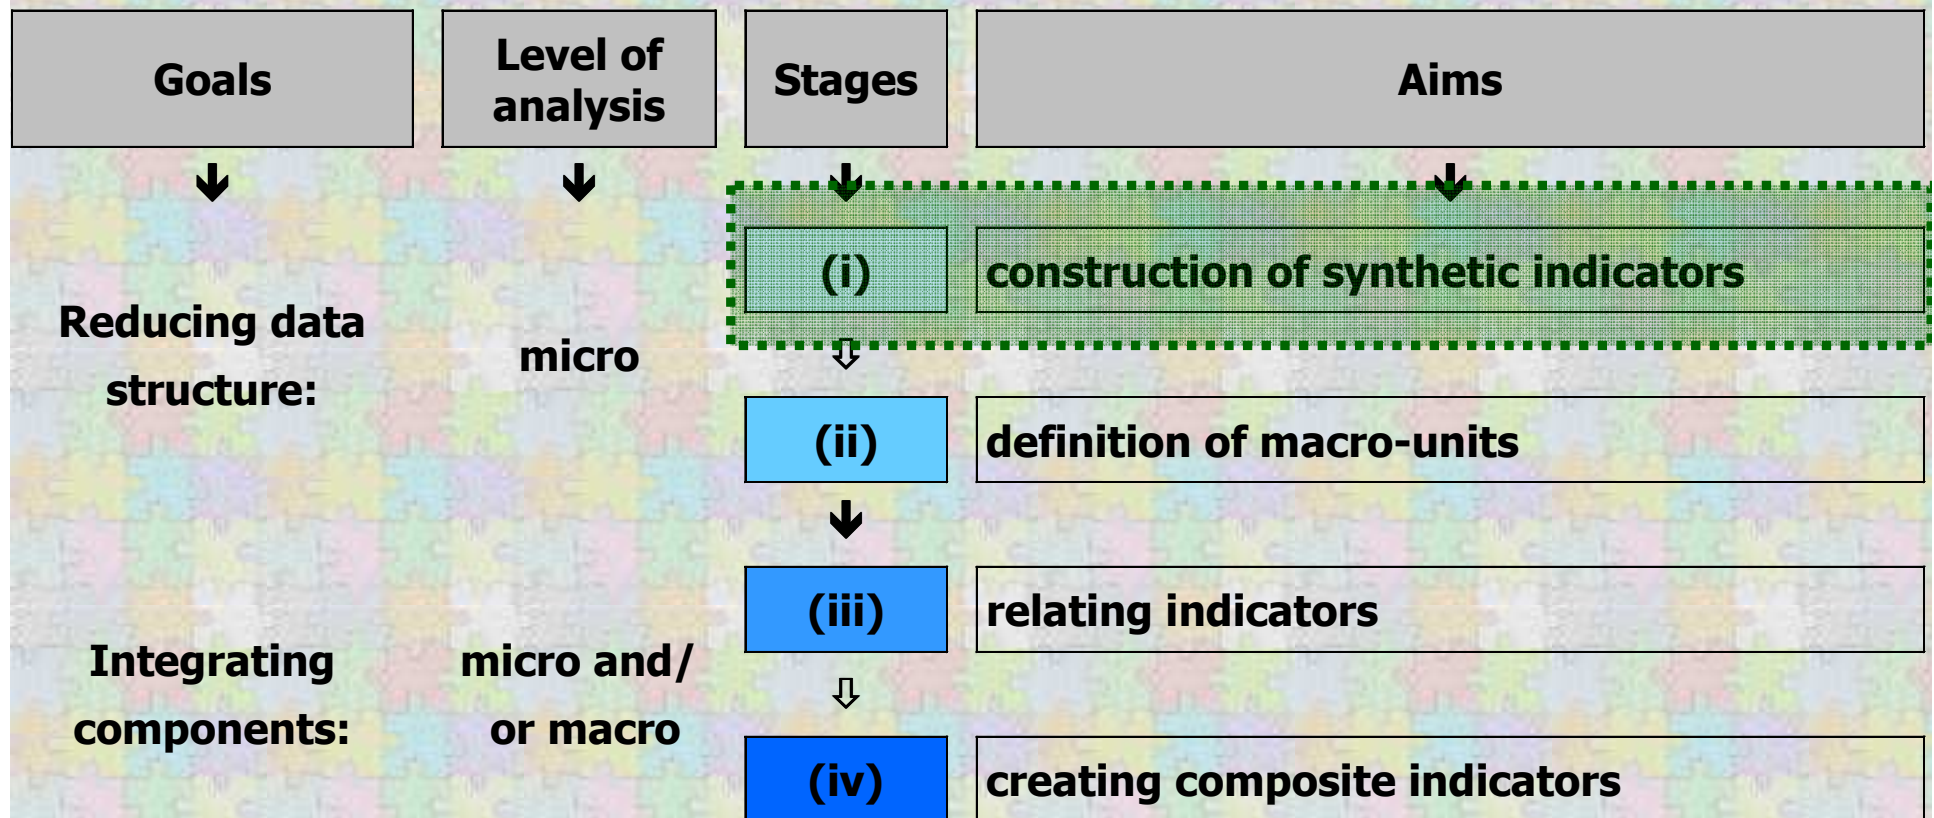 Goals
Level of
analysis
Stages
Aims
Reducing data
structure:
micro
(i)
construction of synthetic indicators
(ii)
definition of macro-units
Integrating
components:
micro and/
or macro
(iii)
relating indicators
(iv)
creating composite indicators